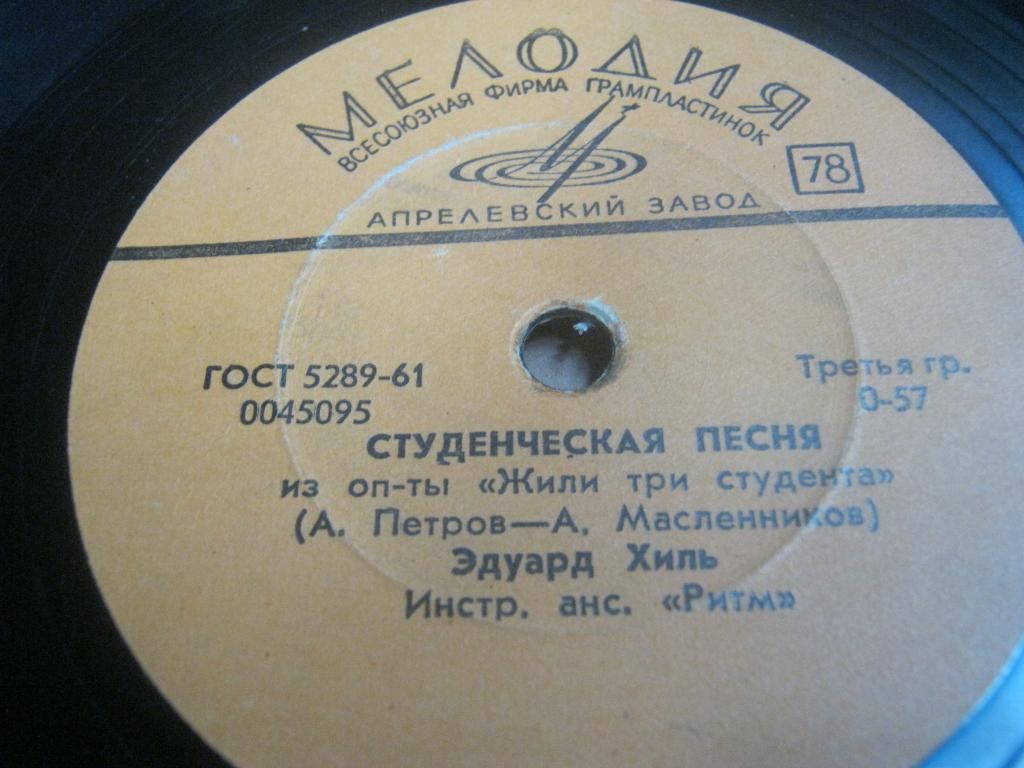 МЕЛОДИЯ
ВСЕСОЮЗНАЯ ФИРМА ГРАМПЛАСТИНОК
78
АПРЕЛЕВСКИЙ ЗАВОД
ГОСТ 5289-61
0045095
Третья гр.
0-57
СТУДЕНЧЕСКАЯ ПЕСНЯ
из оп-ты «Жили три студента»
(А. Петров—А. Масленников)
Эдуард Хиль
Инстр. анс. «Ритм»